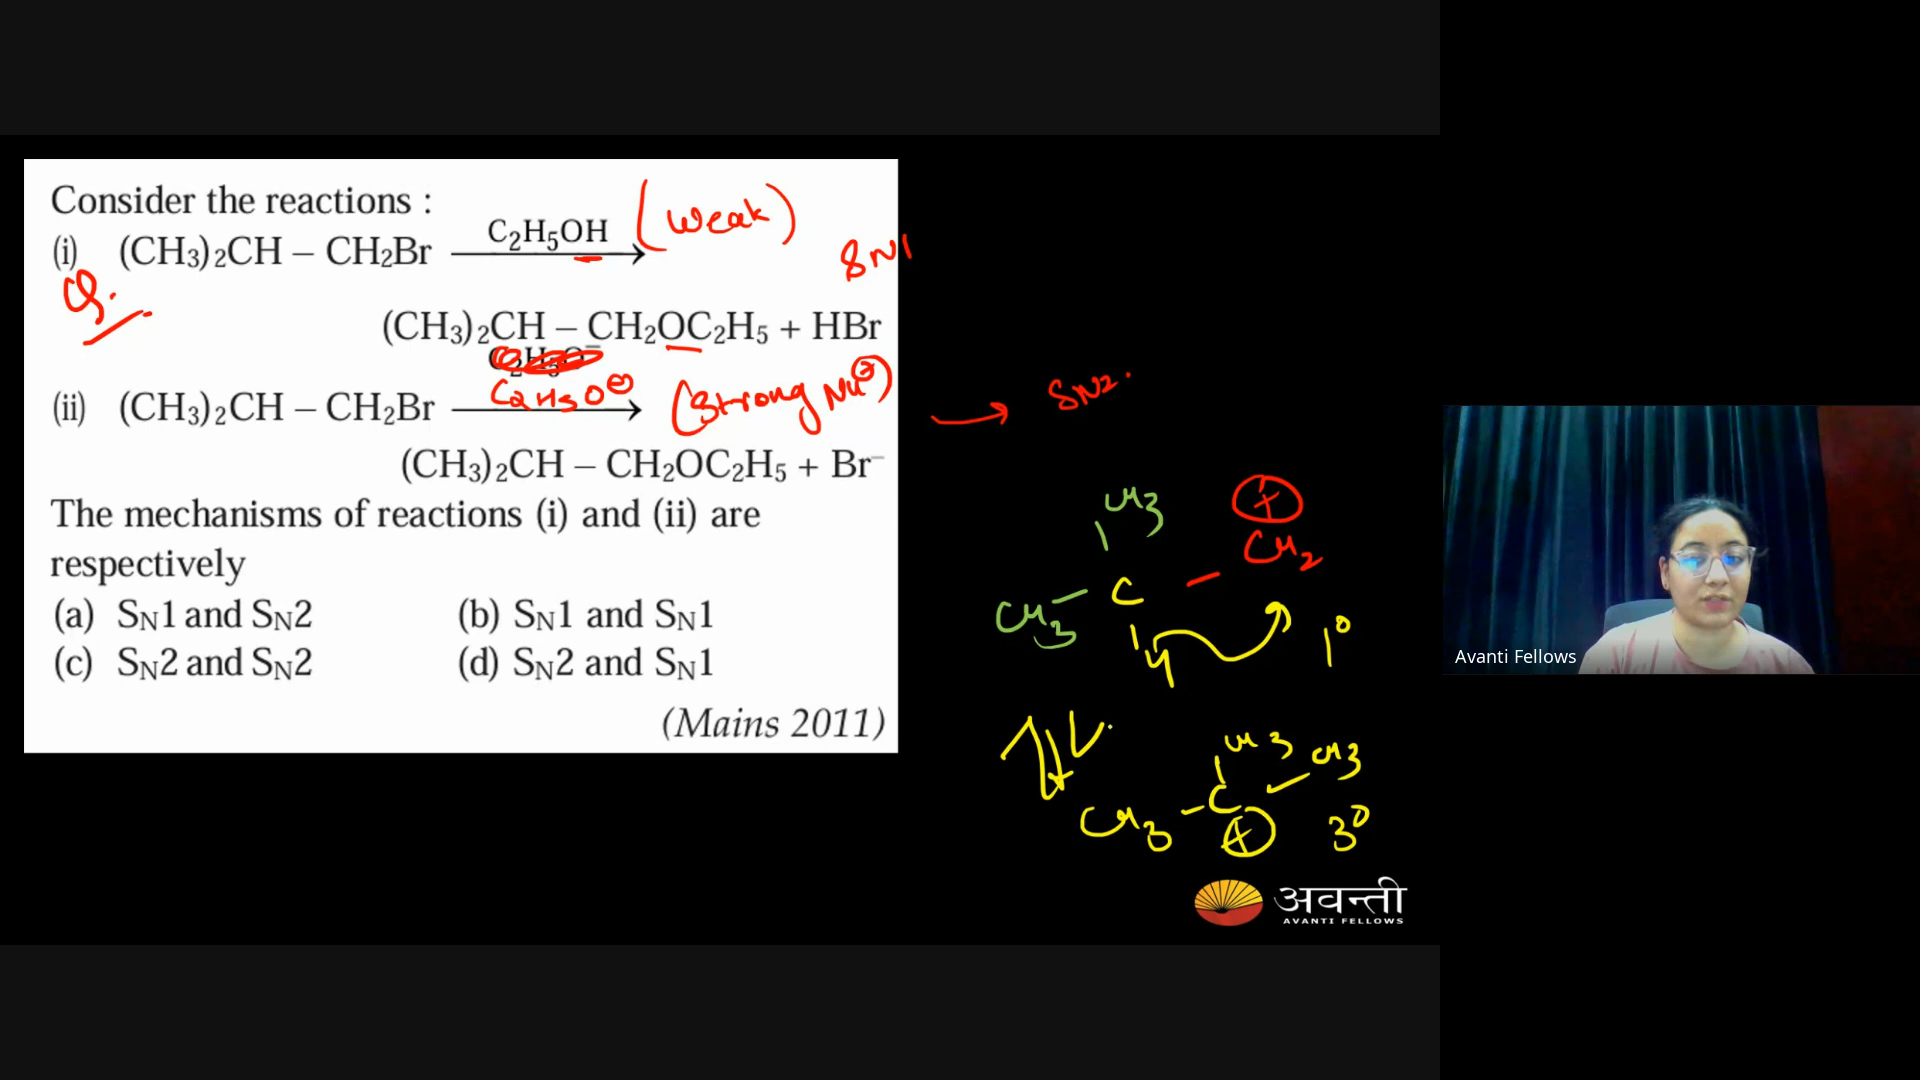 Consider the reactions :
C₂H₅OH (Weak)
(i) (CH₃)₂CH – CH₂Br ⟶ SN1
Q.
(CH₃)₂CH – CH₂OC₂H₅ + HBr
C₂H₅O⊖ (Strong Nu⊖) → SN2.
(ii) (CH₃)₂CH – CH₂Br ⟶
(CH₃)₂CH – CH₂OC₂H₅ + Br⁻
The mechanisms of reactions (i) and (ii) are
respectively
(a) SN1 and SN2 (b) SN1 and SN1
(c) SN2 and SN2 (d) SN2 and SN1
(Mains 2011)
CH3 +
CH3 – C – CH2
H 1°
CH3 CH3
CH3 – C
+ 3°
Avanti Fellows
अवन्ती
AVANTI FELLOWS